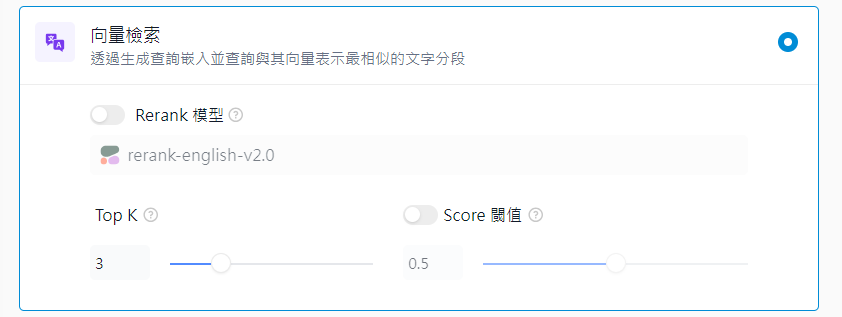 向量檢索
透過生成查詢嵌入並查詢與其向量表示最相似的文字分段
Rerank 模型
rerank-english-v2.0
Top K
Score 閾值
3
0.5